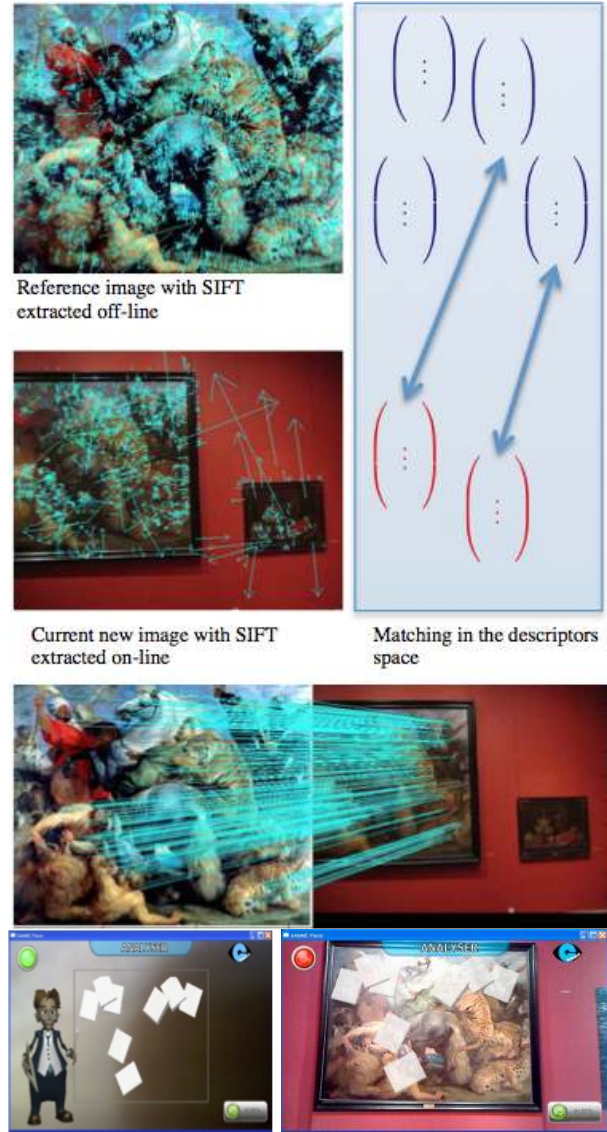 Reference image with SIFT
extracted off-line
Current new image with SIFT
extracted on-line
Matching in the descriptors
space
ANALYSER
ANALYSER